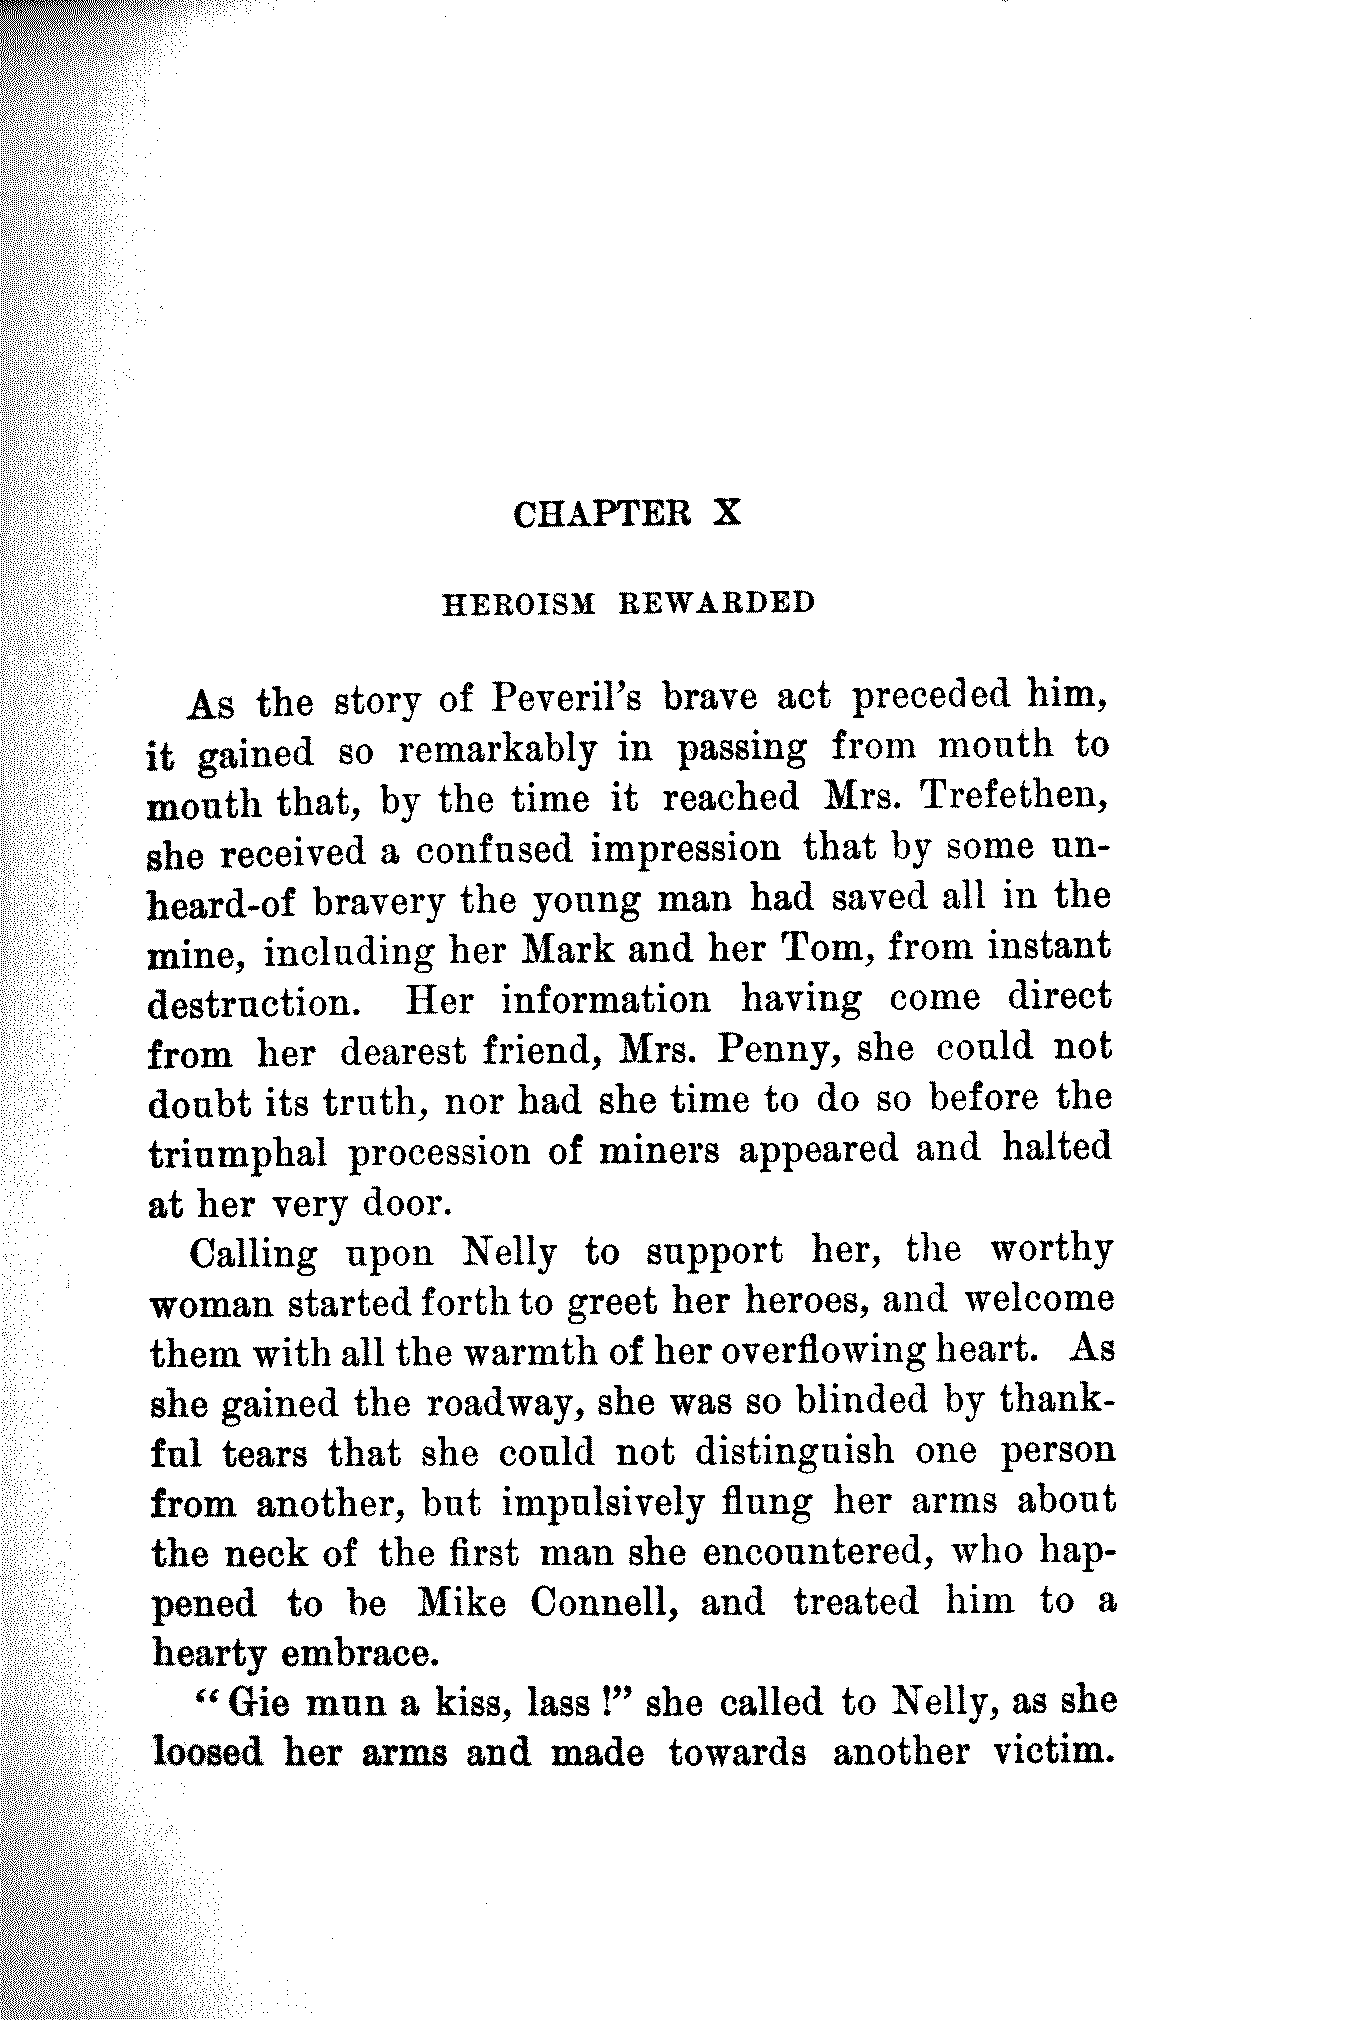 CHAPTER X
HEROISM REWARDED
As the story of Peveril's brave act preceded him,
it gained so remarkably in passing from mouth to
mouth that, by the time it reached Mrs. Trefethen,
she received a confused impression that by some un-
heard-of bravery the young man had saved all in the
mine, including her Mark and her Tom, from instant
destruction. Her information having come direct
from her dearest friend, Mrs. Penny, she could not
doubt its truth, nor had she time to do so before the
triumphal procession of miners appeared and halted
at her very door.
Calling upon Nelly to support her, the worthy
woman started forth to greet her heroes, and welcome
them with all the warmth of her overflowing heart. As
she gained the roadway, she was so blinded by thank-
ful tears that she could not distinguish one person
from another, but impulsively flung her arms about
the neck of the first man she encountered, who hap-
pened to be Mike Connell, and treated him to a
hearty embrace.
"Gie mun a kiss, lass!" she called to Nelly, as she
loosed her arms and made towards another victim.